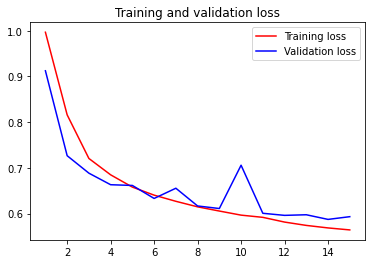 Training and validation loss
1.0
0.9
0.8
0.7
0.6
Training loss
Validation loss
2 4 6 8 10 12 14